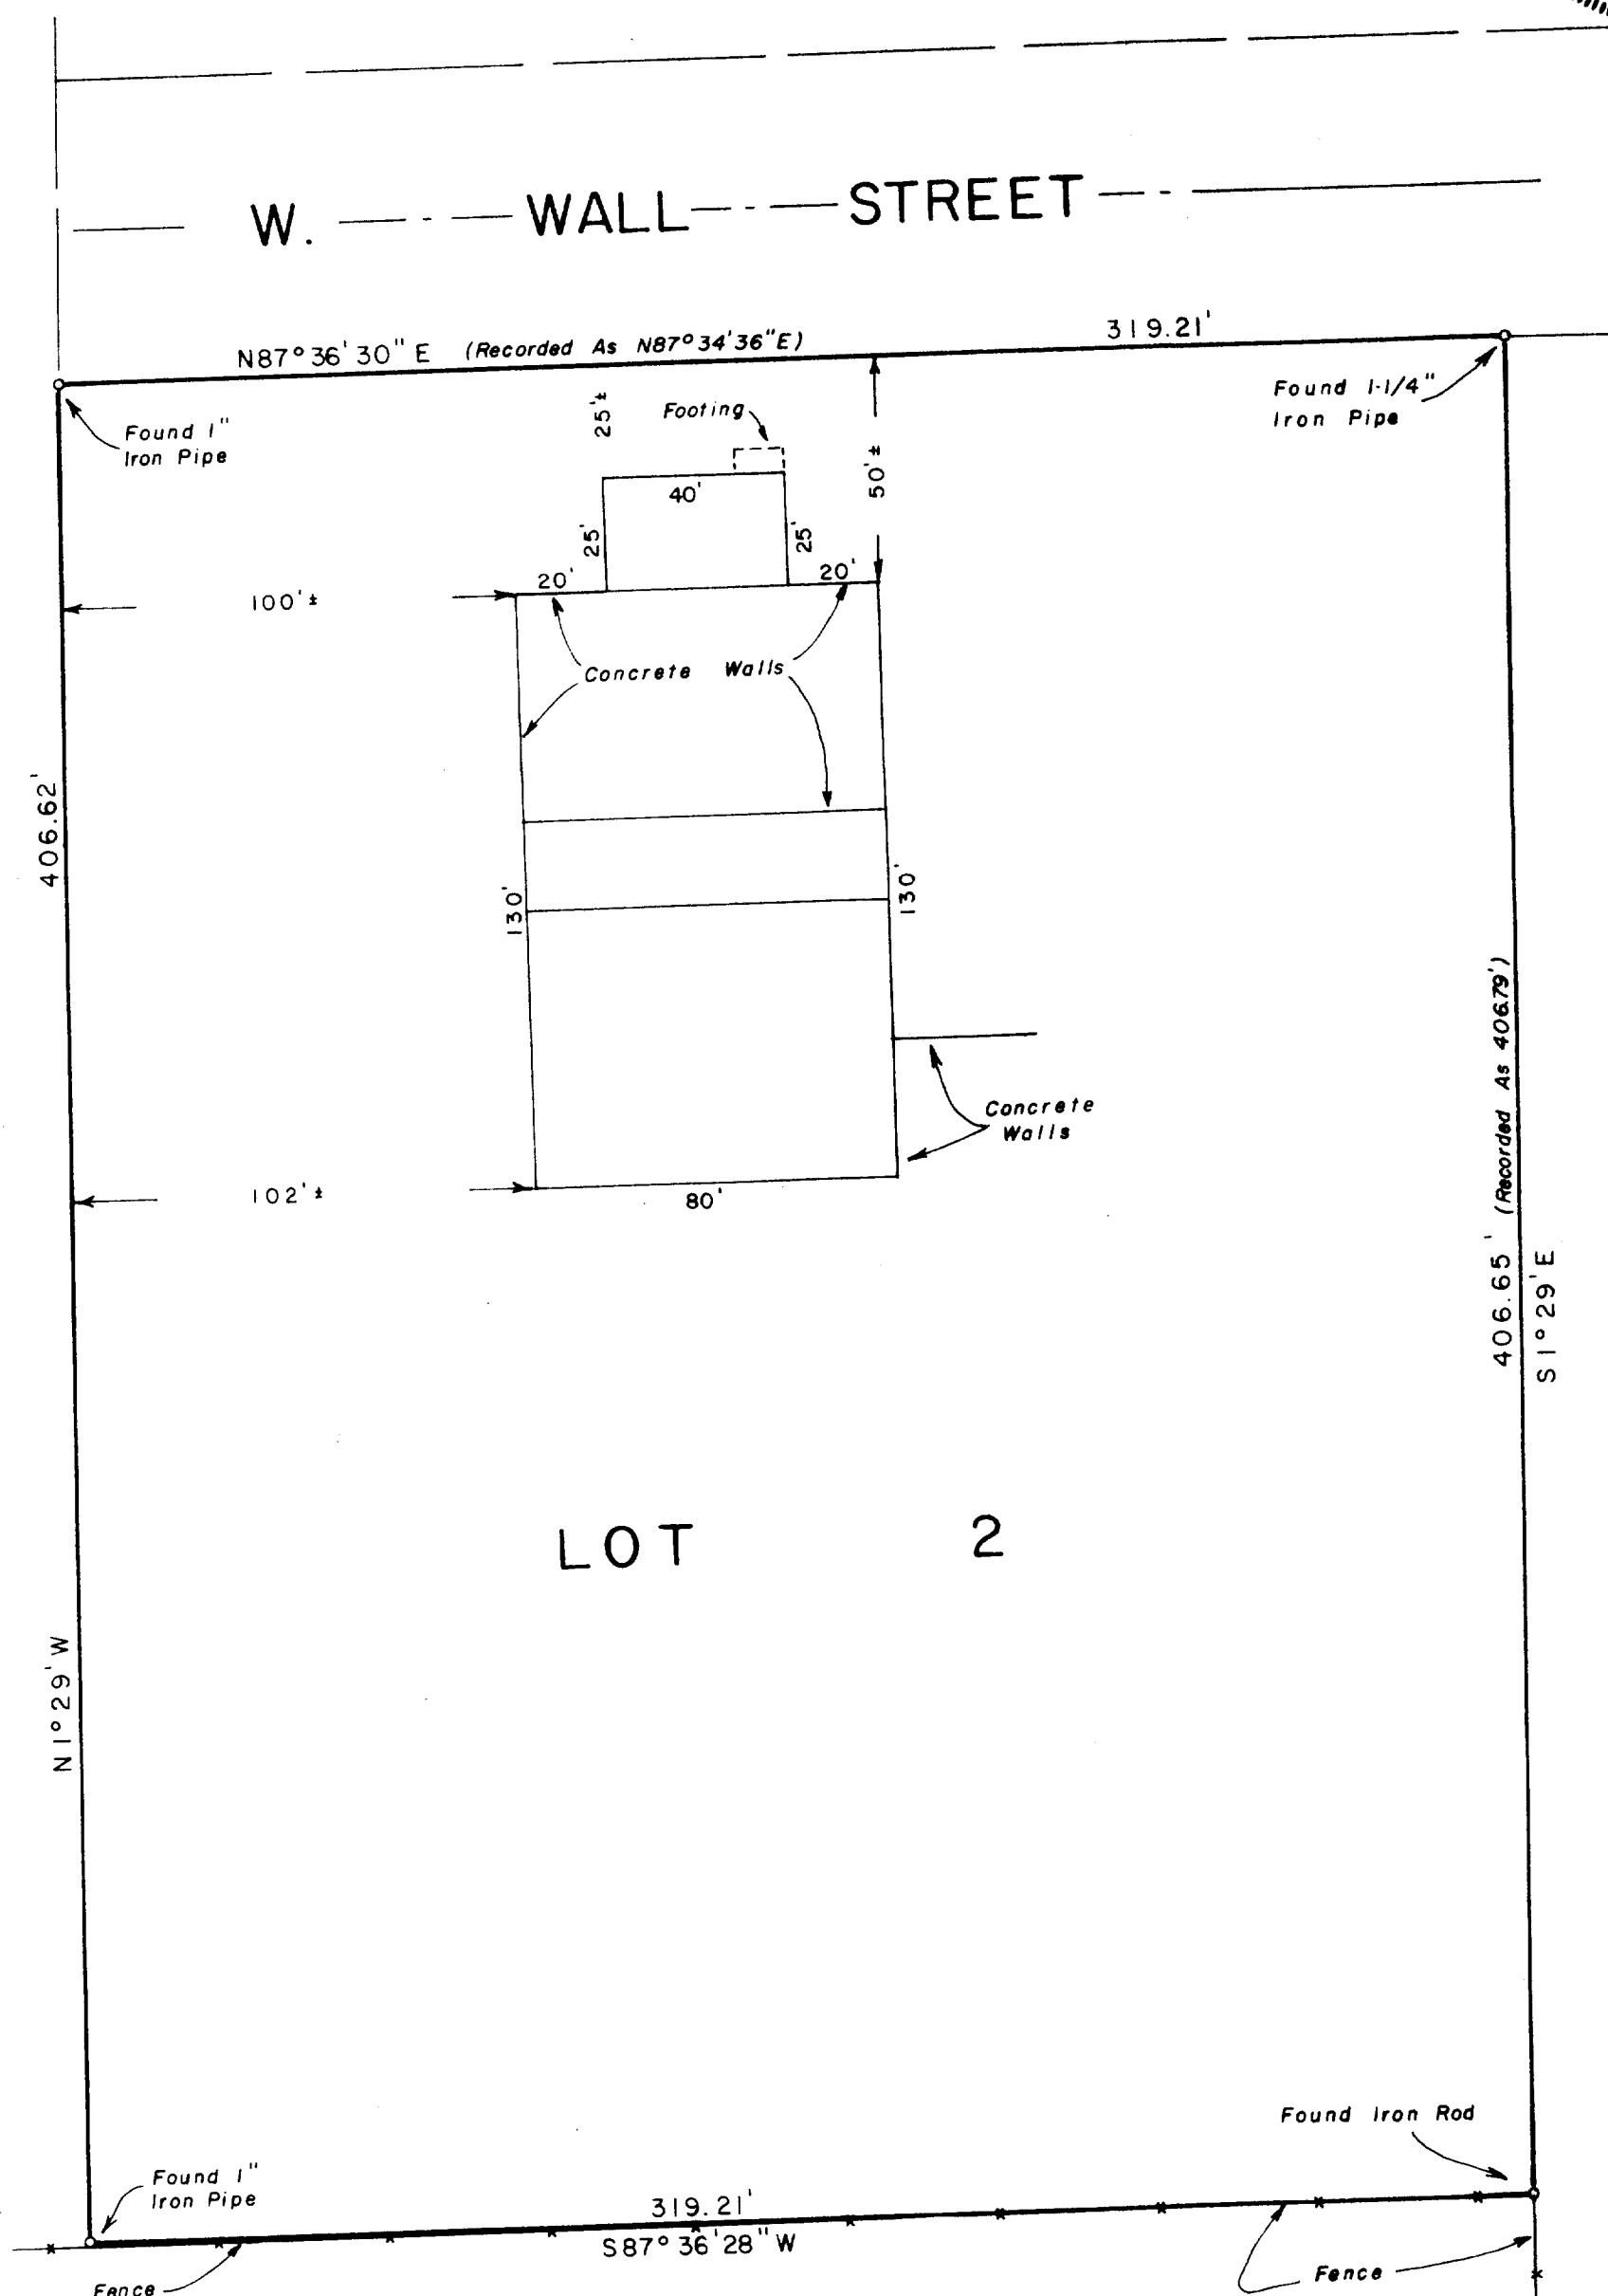 W. WALL STREET
N87°36'30"E (Recorded As N87°34'36"E) 319.21'
Found 1"
Iron Pipe
25'±
Footing
50'±
Found 1-1/4"
Iron Pipe
40'
25'
25'
20'
20'
100'±
Concrete Walls
406.62'
130'
130'
406.65' (Recorded As 406.79')
S1°29'E
Concrete
Walls
102'±
80'
LOT 2
N1°29'W
Found Iron Rod
Found 1"
Iron Pipe
319.21'
S87°36'28"W
Fence
Fence